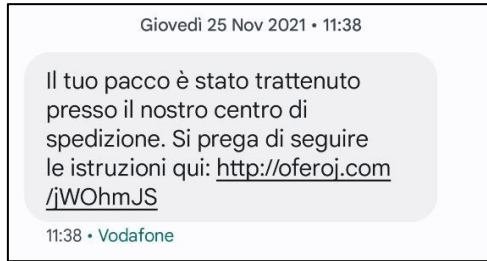 Giovedì 25 Nov 2021 • 11:38
Il tuo pacco è stato trattenuto
presso il nostro centro di
spedizione. Si prega di seguire
le istruzioni qui: http://oferoj.com
/jWOhmJS
11:38 • Vodafone